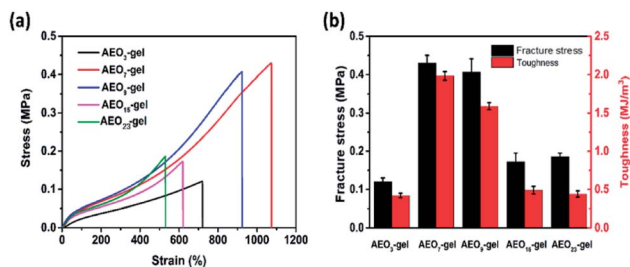 (a)
0.5
0.4
0.3
0.2
0.1
0.0
Stress (MPa)
AEO₃-gel
AEO₇-gel
AEO₉-gel
AEO₁₅-gel
AEO₂₃-gel
0 200 400 600 800 1000 1200
Strain (%)
(b)
0.5
0.4
0.3
0.2
0.1
0.0
Fracture stress (MPa)
Fracture stress
Toughness
2.5
2.0
1.5
1.0
0.5
0.0
Toughness (MJ/m³)
AEO₃-gel AEO₇-gel AEO₉-gel AEO₁₅-gel AEO₂₃-gel